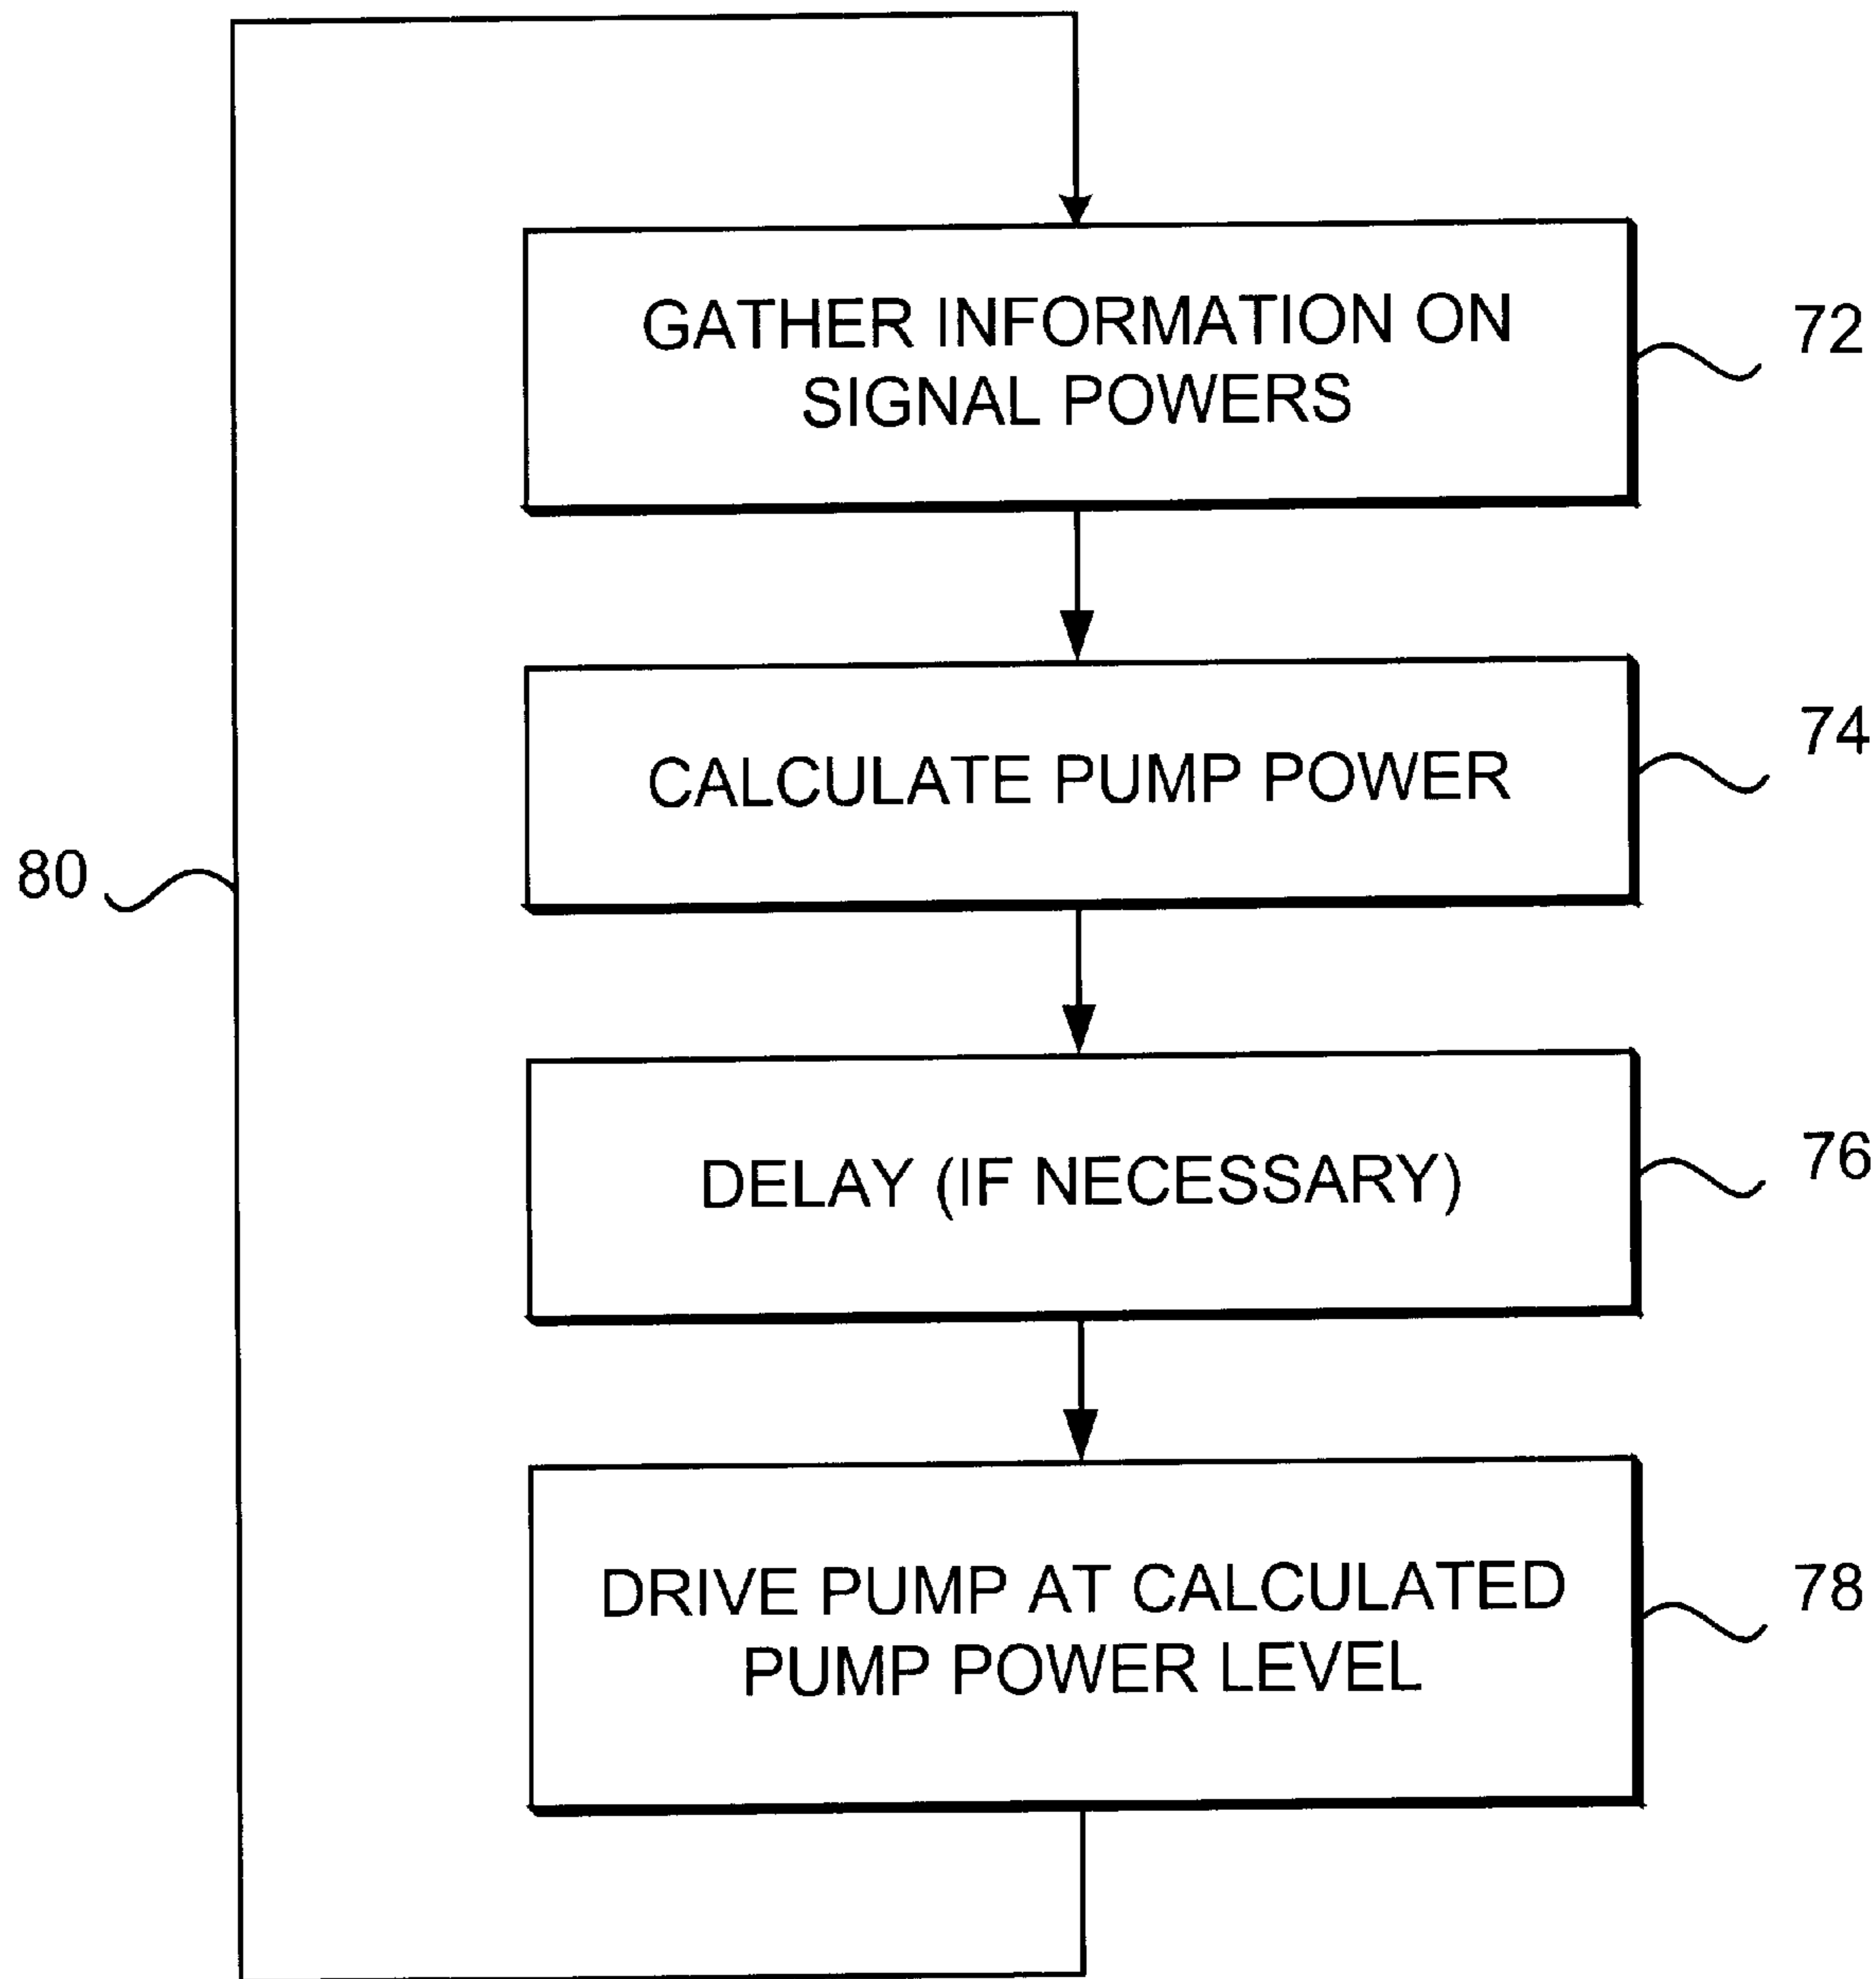 GATHER INFORMATION ON
SIGNAL POWERS
72
CALCULATE PUMP POWER
74
80
DELAY (IF NECESSARY)
76
DRIVE PUMP AT CALCULATED
PUMP POWER LEVEL
78